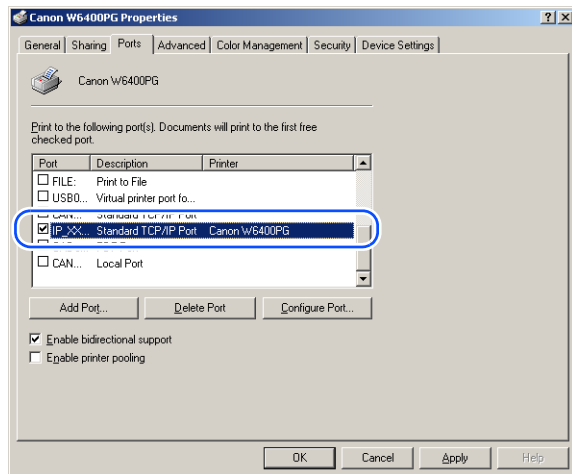 Canon W6400PG Properties
General Sharing Ports Advanced Color Management Security Device Settings
Canon W6400PG
Print to the following port(s). Documents will print to the first free
checked port.
Port Description Printer
FILE: Print to File
USB0... Virtual printer port fo...
CAN... Standard TCP/IP Port
IP_XX... Standard TCP/IP Port Canon W6400PG
CAN... Local Port
Add Port... Delete Port Configure Port...
Enable bidirectional support
Enable printer pooling
OK Cancel Apply Help